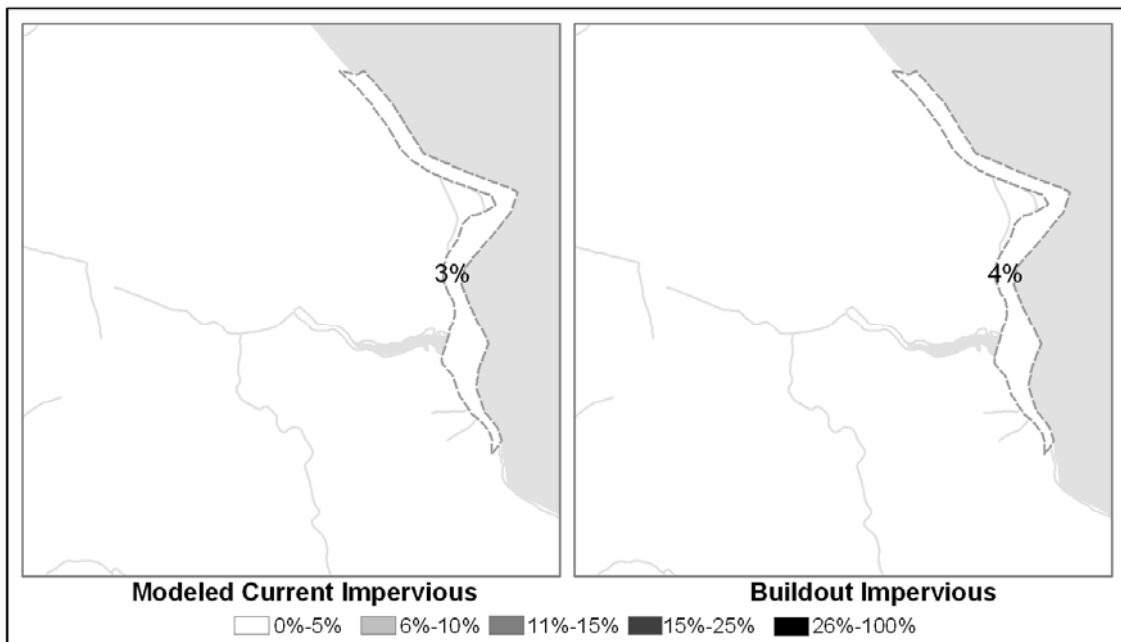 3%
4%
Modeled Current Impervious
Buildout Impervious
0%-5% 6%-10% 11%-15% 15%-25% 26%-100%